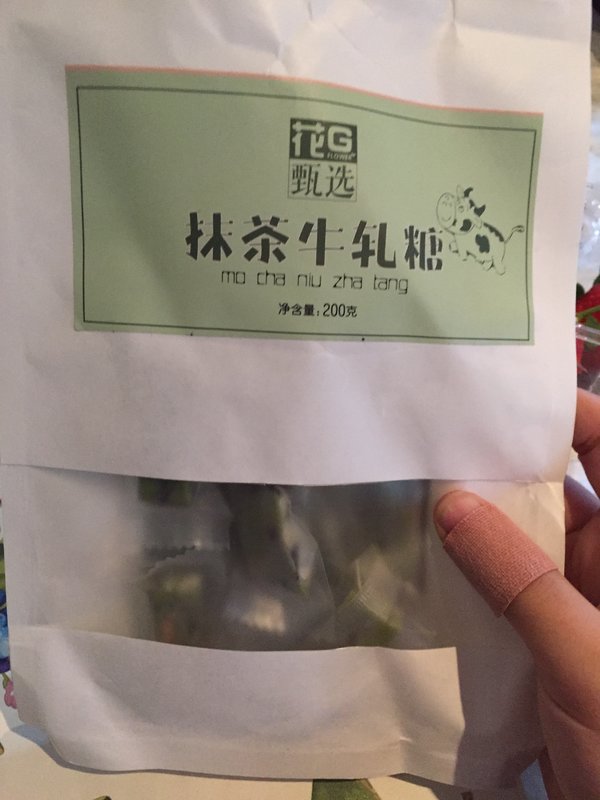 花G
FLOWER
甄选
抹茶牛轧糖
mo cha niu zha tang
净含量：200克